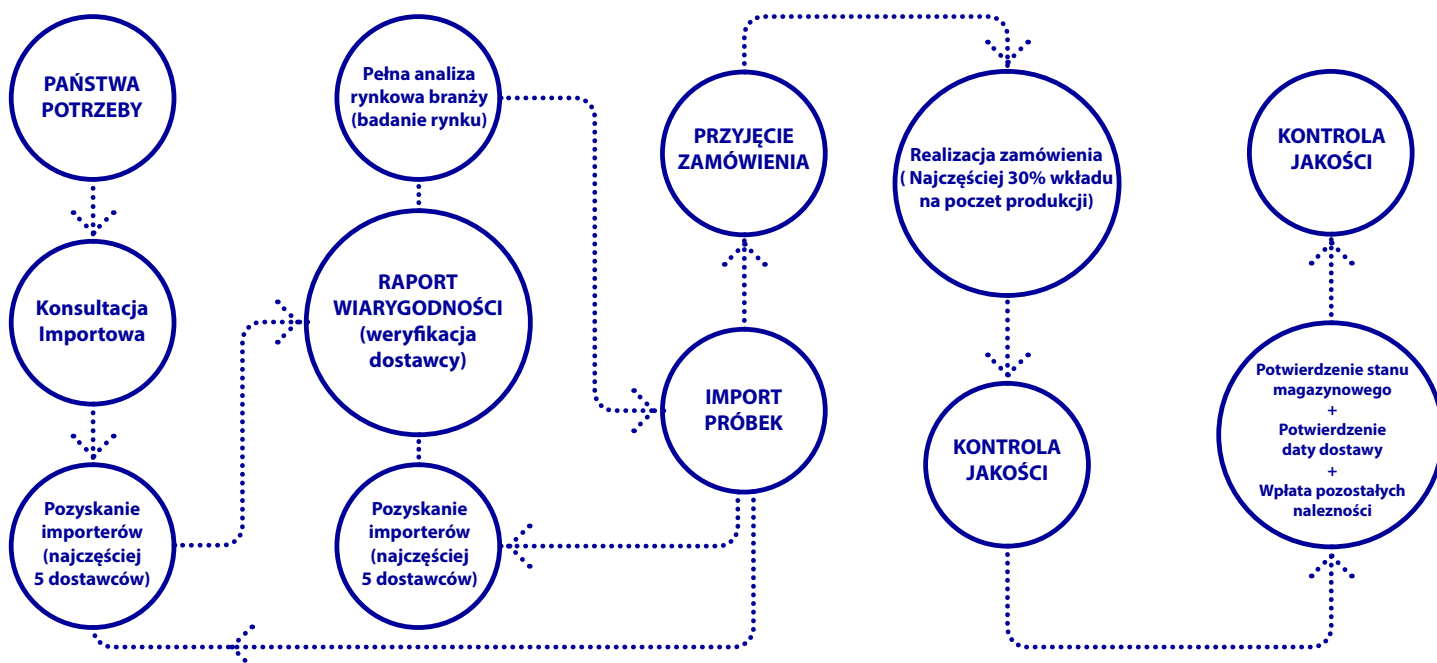 PAŃSTWA
POTRZEBY
Konsultacja
Importowa
Pozyskanie
importerów
(najczęściej
5 dostawców)
Pełna analiza
rynkowa branży
(badanie rynku)
RAPORT
WIARYGODNOŚCI
(weryfikacja
dostawcy)
Pozyskanie
importerów
(najczęściej
5 dostawców)
PRZYJĘCIE
ZAMÓWIENIA
IMPORT
PRÓBEK
Realizacja zamówienia
( Najczęściej 30% wkładu
na poczet produkcji)
KONTROLA
JAKOŚCI
KONTROLA
JAKOŚCI
Potwierdzenie stanu
magazynowego
+
Potwierdzenie
daty dostawy
+
Wpłata pozostałych
nalezności